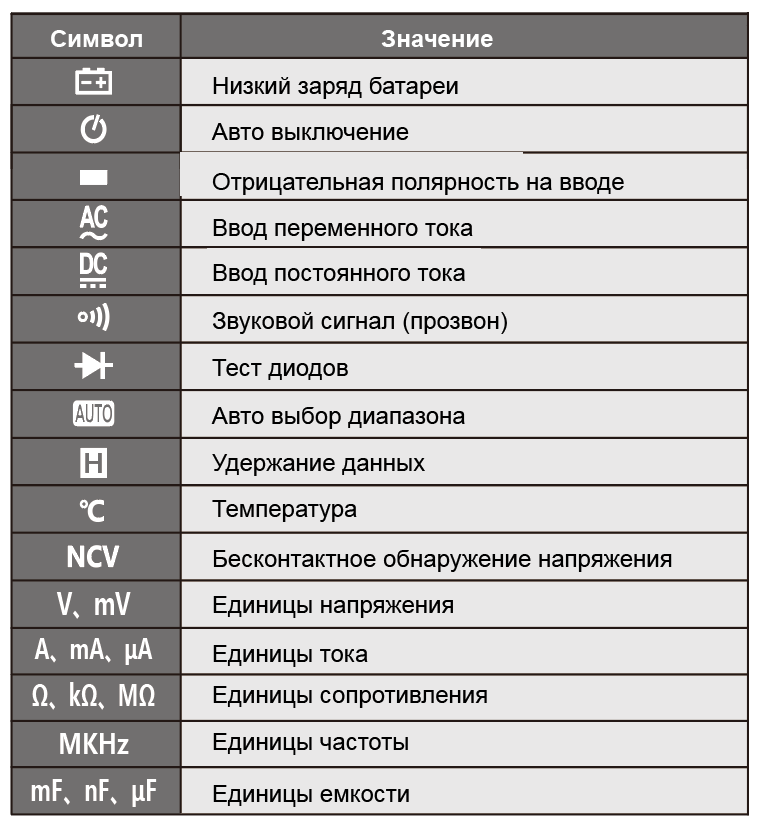 Символ Значение
Низкий заряд батареи
Авто выключение
Отрицательная полярность на вводе
AC Ввод переменного тока
DC Ввод постоянного тока
Звуковой сигнал (прозвон)
Тест диодов
AUTO Авто выбор диапазона
H Удержание данных
℃ Температура
NCV Бесконтактное обнаружение напряжения
V、mV Единицы напряжения
A、mA、µA Единицы тока
Ω、kΩ、MΩ Единицы сопротивления
MKHz Единицы частоты
mF、nF、µF Единицы емкости